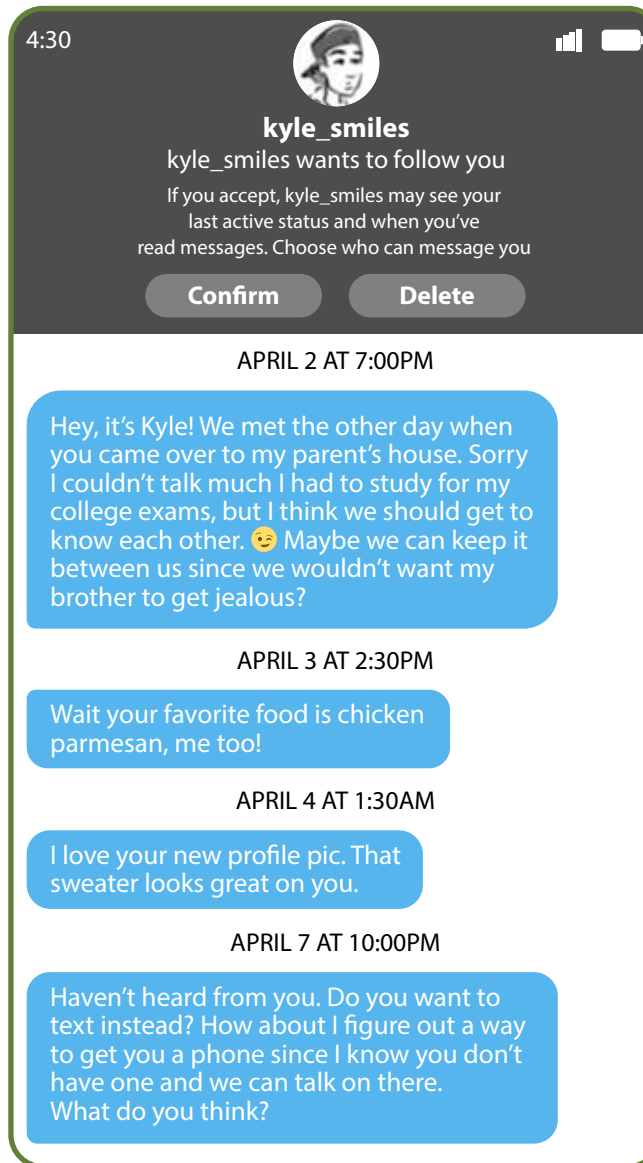 4:30
kyle_smiles
kyle_smiles wants to follow you
If you accept, kyle_smiles may see your
last active status and when you’ve
read messages. Choose who can message you
Confirm Delete
APRIL 2 AT 7:00PM
Hey, it’s Kyle! We met the other day when
you came over to my parent’s house. Sorry
I couldn’t talk much I had to study for my
college exams, but I think we should get to
know each other. 😉 Maybe we can keep it
between us since we wouldn’t want my
brother to get jealous?
APRIL 3 AT 2:30PM
Wait your favorite food is chicken
parmesan, me too!
APRIL 4 AT 1:30AM
I love your new profile pic. That
sweater looks great on you.
APRIL 7 AT 10:00PM
Haven’t heard from you. Do you want to
text instead? How about I figure out a way
to get you a phone since I know you don’t
have one and we can talk on there.
What do you think?